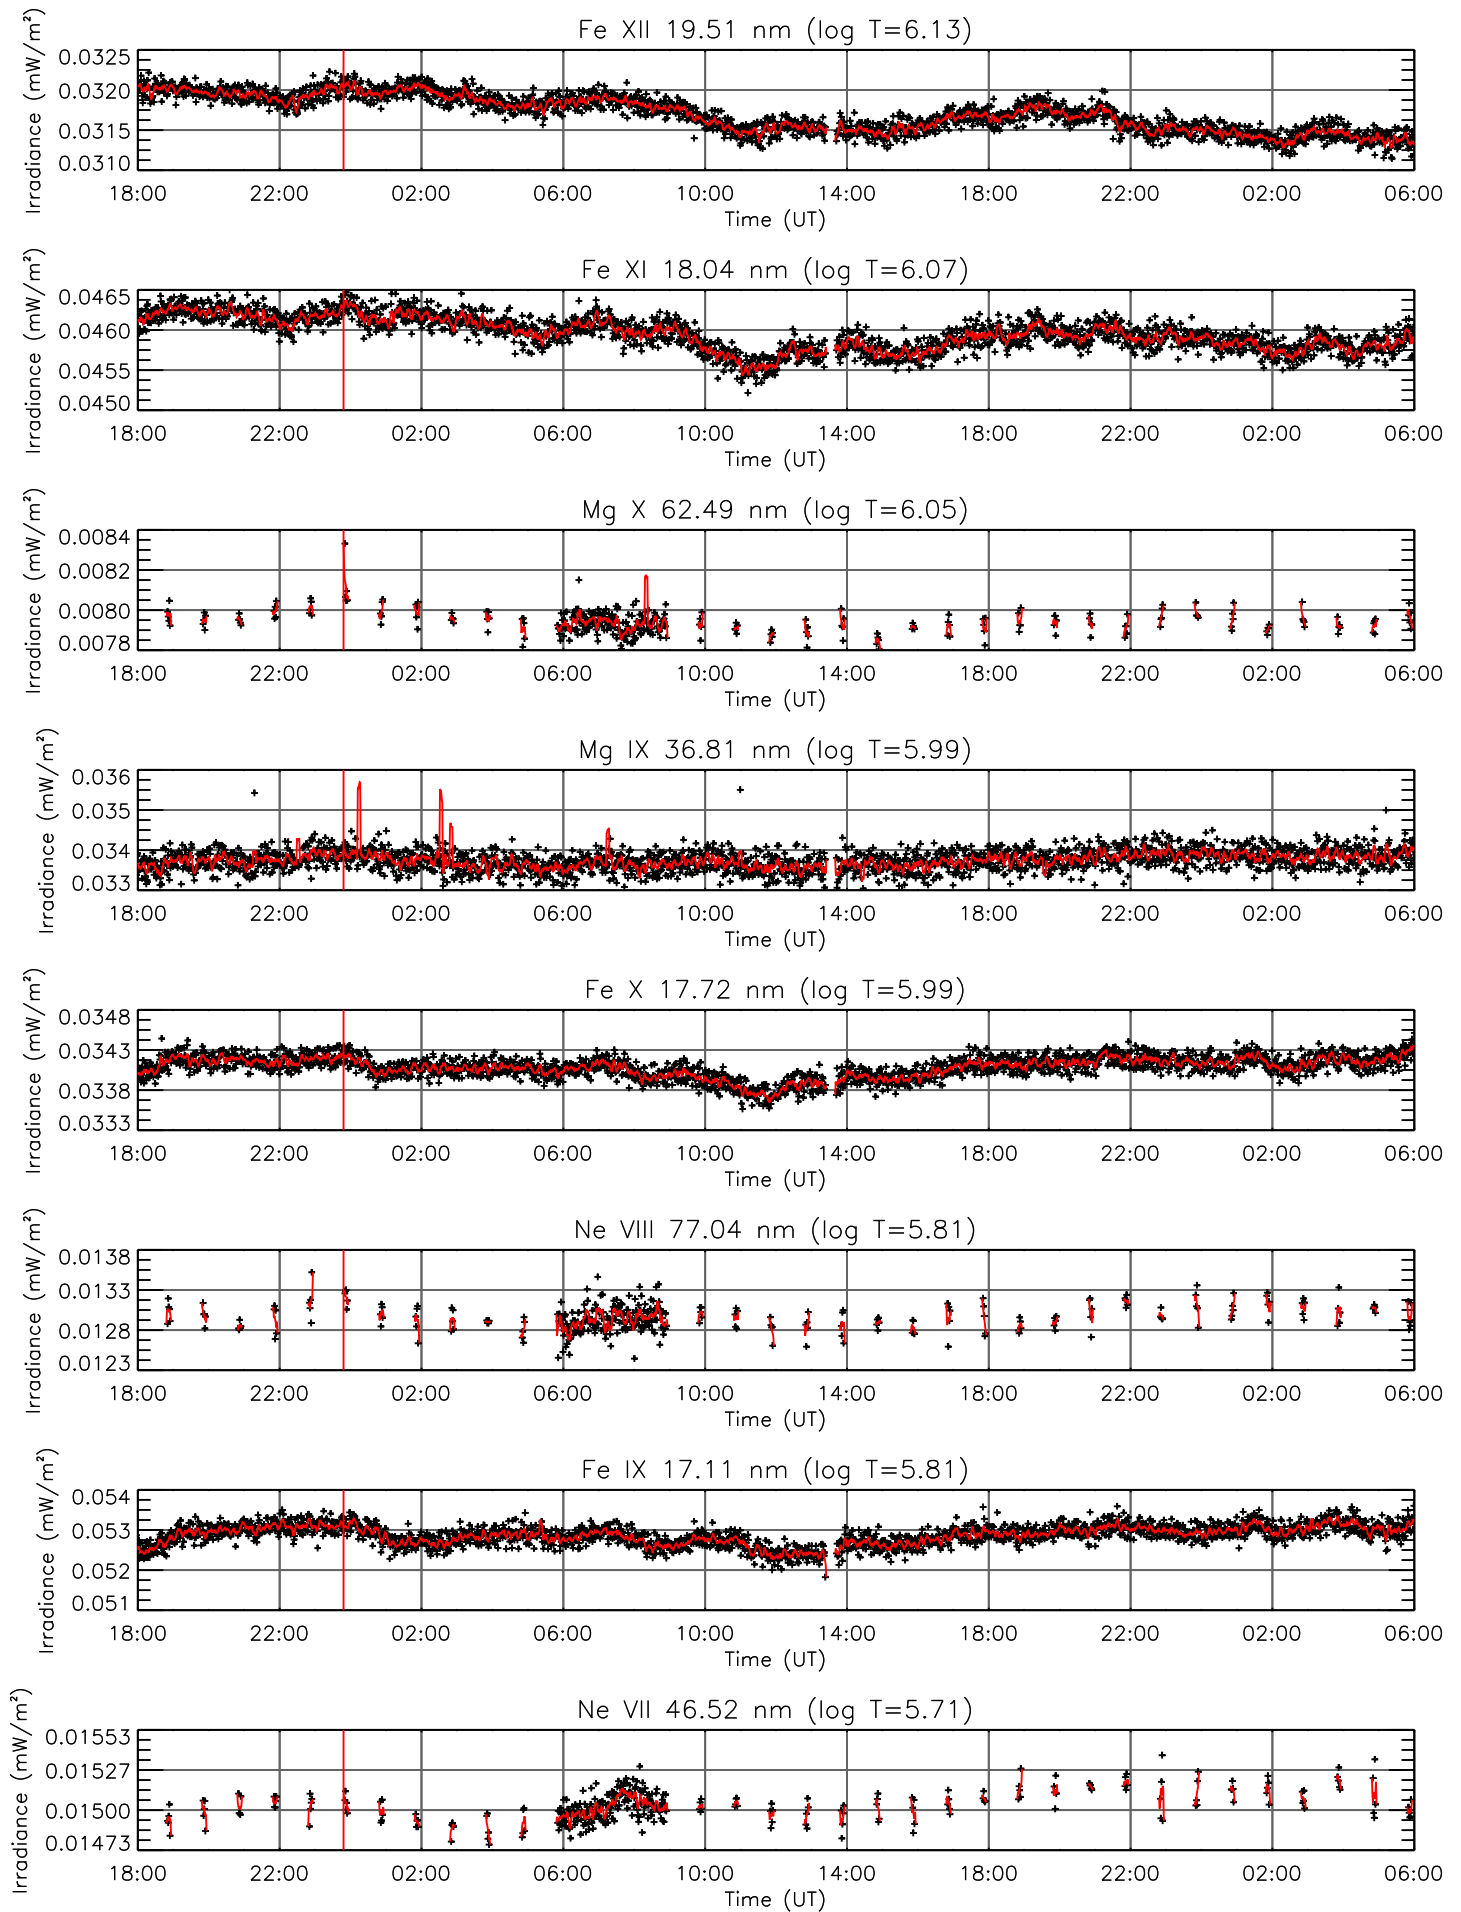 Fe XII 19.51 nm (log T=6.13)
Irradiance (mW/m²)
0.0325
0.0320
0.0315
0.0310
18:00 22:00 02:00 06:00 10:00 14:00 18:00 22:00 02:00 06:00
Time (UT)
Fe XI 18.04 nm (log T=6.07)
Irradiance (mW/m²)
0.0465
0.0460
0.0455
0.0450
18:00 22:00 02:00 06:00 10:00 14:00 18:00 22:00 02:00 06:00
Time (UT)
Mg X 62.49 nm (log T=6.05)
Irradiance (mW/m²)
0.0084
0.0082
0.0080
0.0078
18:00 22:00 02:00 06:00 10:00 14:00 18:00 22:00 02:00 06:00
Time (UT)
Mg IX 36.81 nm (log T=5.99)
Irradiance (mW/m²)
0.036
0.035
0.034
0.033
18:00 22:00 02:00 06:00 10:00 14:00 18:00 22:00 02:00 06:00
Time (UT)
Fe X 17.72 nm (log T=5.99)
Irradiance (mW/m²)
0.0348
0.0343
0.0338
0.0333
18:00 22:00 02:00 06:00 10:00 14:00 18:00 22:00 02:00 06:00
Time (UT)
Ne VIII 77.04 nm (log T=5.81)
Irradiance (mW/m²)
0.0138
0.0133
0.0128
0.0123
18:00 22:00 02:00 06:00 10:00 14:00 18:00 22:00 02:00 06:00
Time (UT)
Fe IX 17.11 nm (log T=5.81)
Irradiance (mW/m²)
0.054
0.053
0.052
0.051
18:00 22:00 02:00 06:00 10:00 14:00 18:00 22:00 02:00 06:00
Time (UT)
Ne VII 46.52 nm (log T=5.71)
Irradiance (mW/m²)
0.01553
0.01527
0.01500
0.01473
18:00 22:00 02:00 06:00 10:00 14:00 18:00 22:00 02:00 06:00
Time (UT)